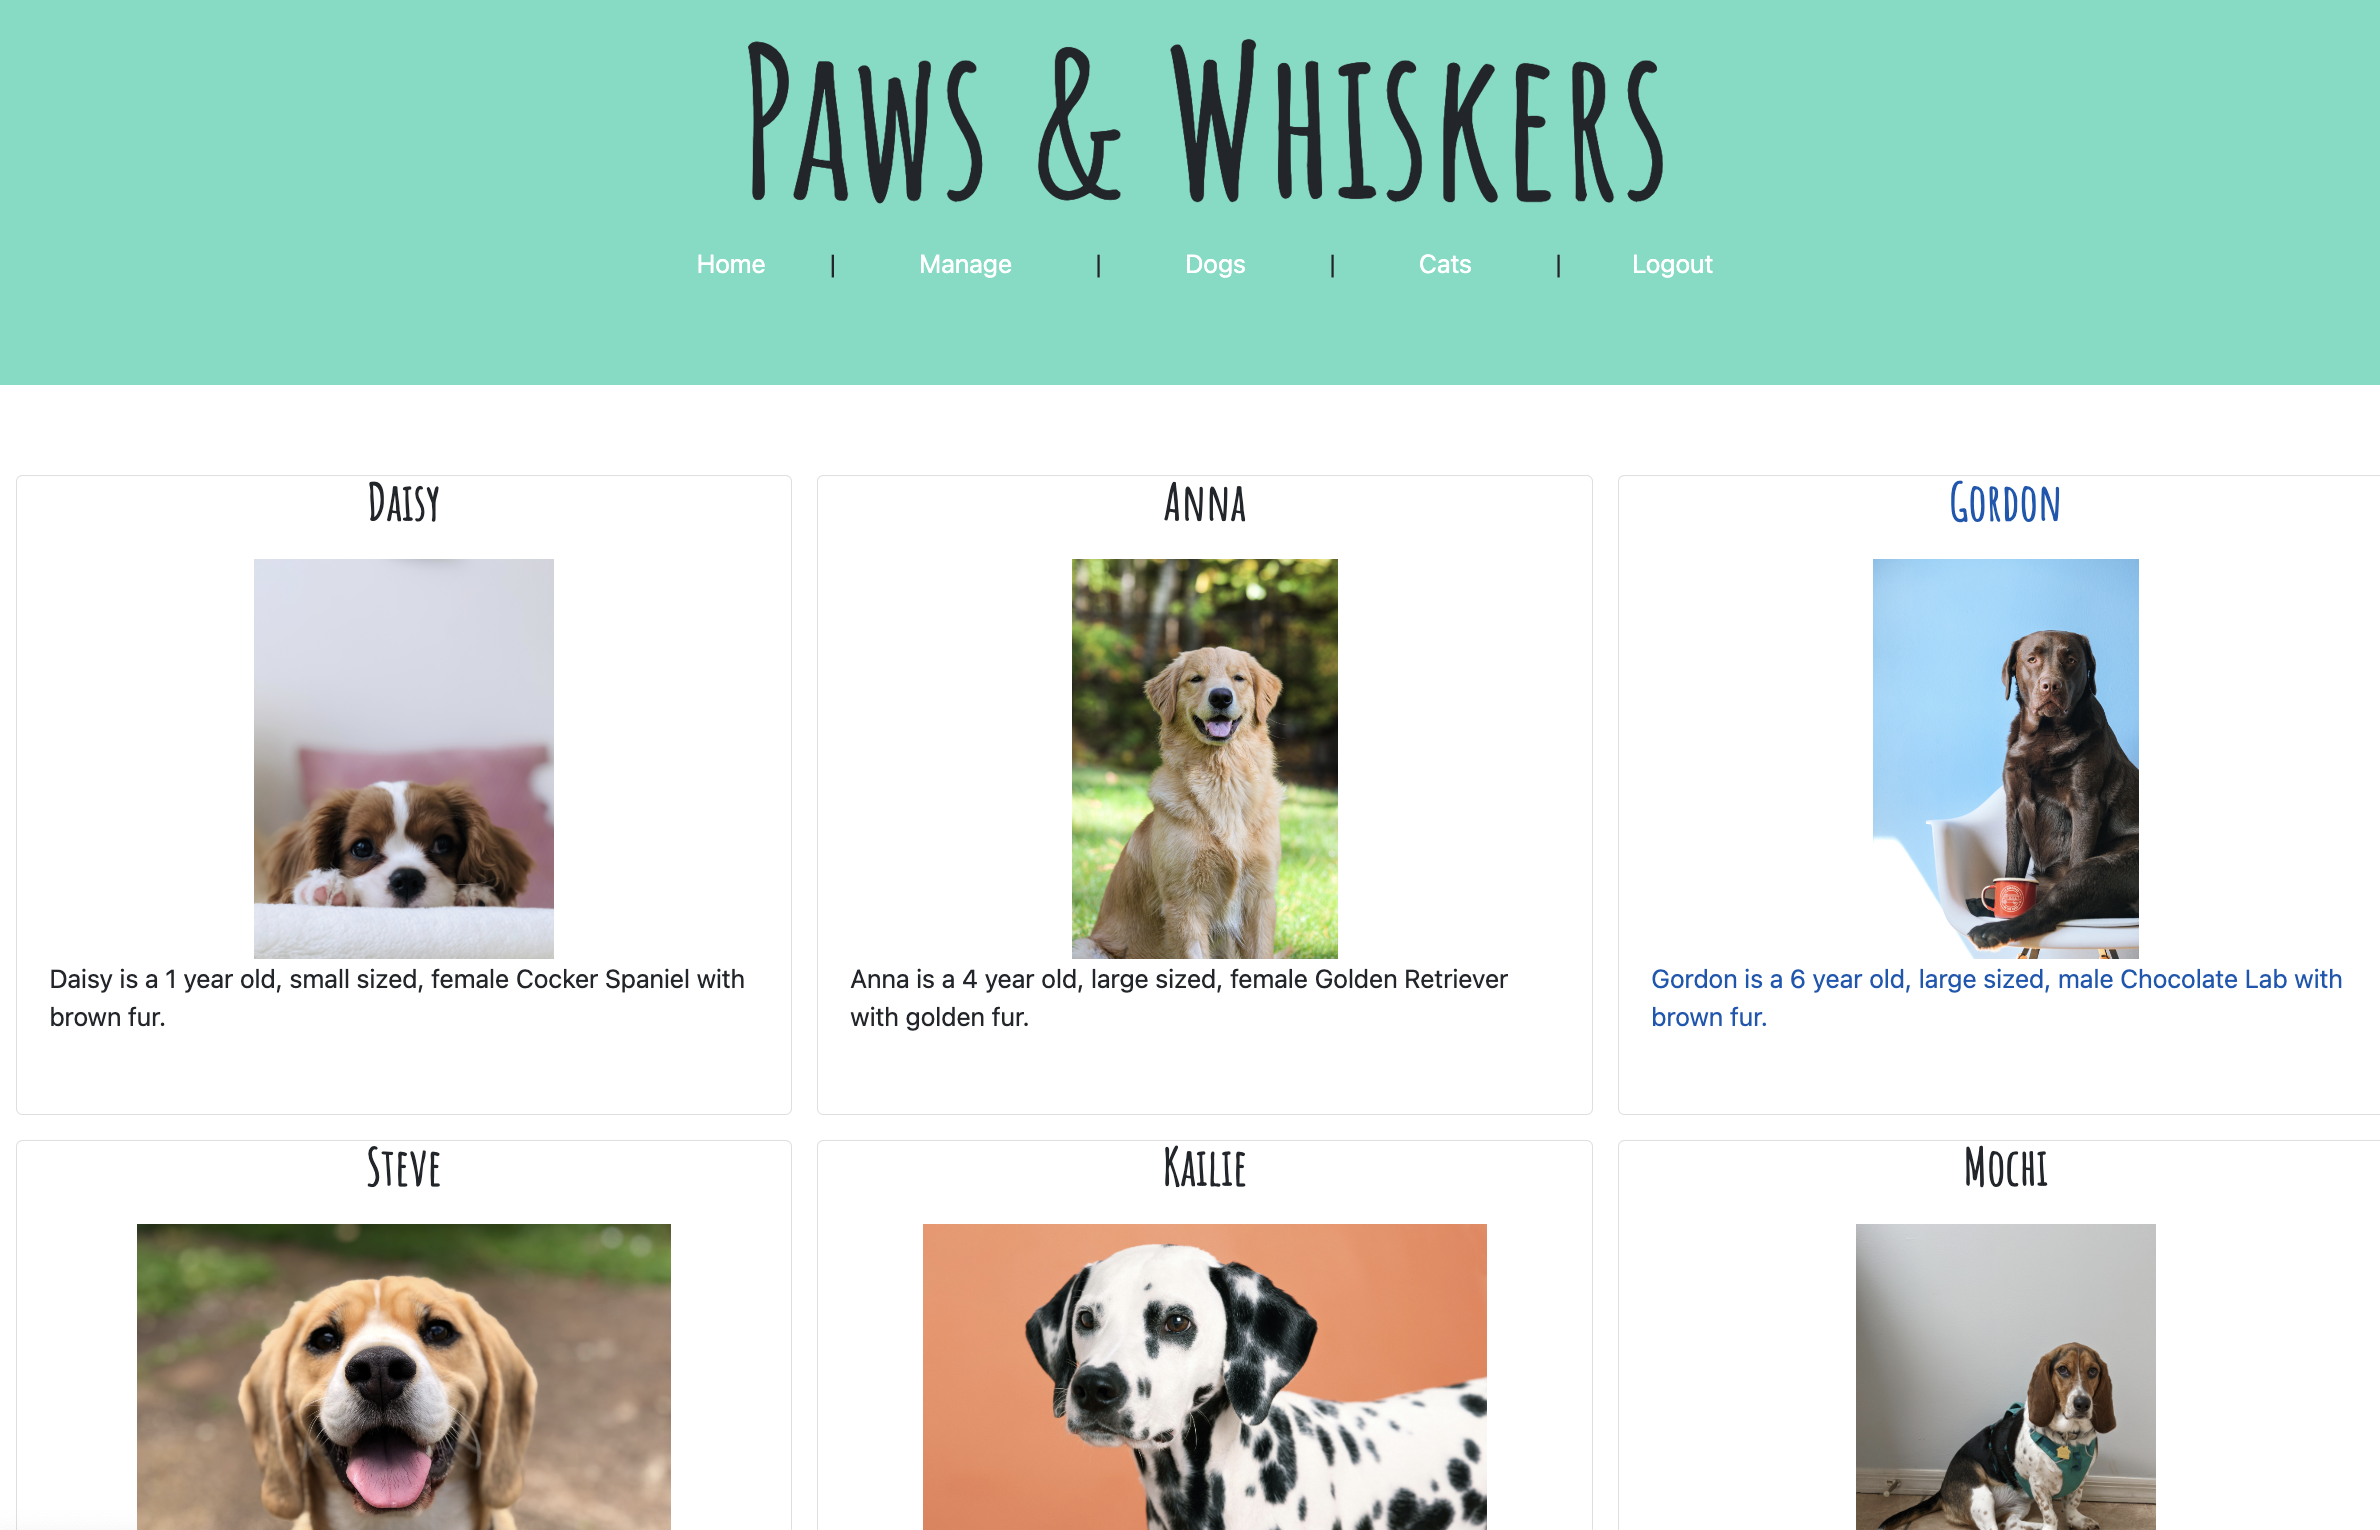 Paws & Whiskers
Home | Manage | Dogs | Cats | Logout
Daisy
Anna
Gordon
Daisy is a 1 year old, small sized, female Cocker Spaniel with
brown fur.
Anna is a 4 year old, large sized, female Golden Retriever
with golden fur.
Gordon is a 6 year old, large sized, male Chocolate Lab with
brown fur.
Steve
Kailie
Mochi